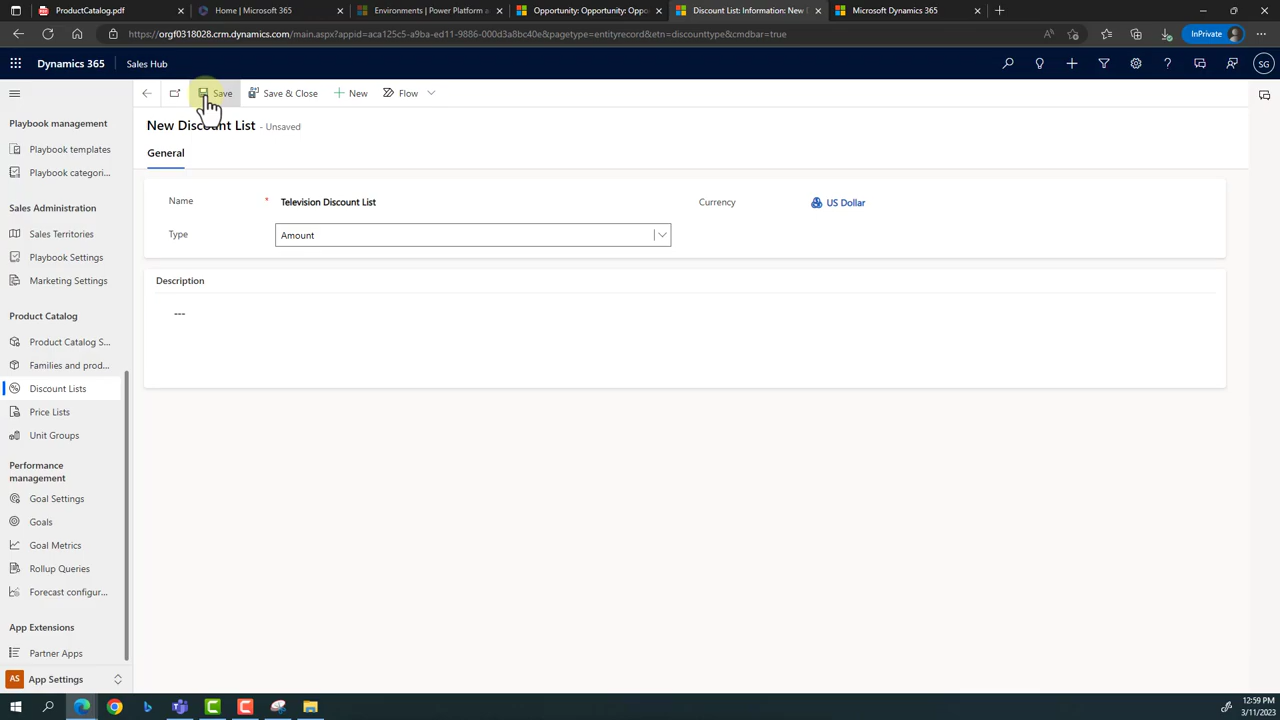 ProductCatalog.pdf
Home | Microsoft 365
Environments | Power Platform a
Opportunity: Opportunity: Oppo
Discount List: Information: New L
Microsoft Dynamics 365
https://orgf0318028.crm.dynamics.com/main.aspx?appid=aca125c5-a9ba-ed11-9886-000d3a8bc40e&pagetype=entityrecord&etn=discounttype&cmdbar=true
InPrivate
Dynamics 365
Sales Hub
SG
Save
Save & Close
New
Flow
New Discount List - Unsaved
General
Name *
Television Discount List
Currency
US Dollar
Type
Amount
Description
---
Playbook management
Playbook templates
Playbook categori...
Sales Administration
Sales Territories
Playbook Settings
Marketing Settings
Product Catalog
Product Catalog S...
Families and prod...
Discount Lists
Price Lists
Unit Groups
Performance
management
Goal Settings
Goals
Goal Metrics
Rollup Queries
Forecast configur...
App Extensions
Partner Apps
AS App Settings
12:59 PM
3/11/2023